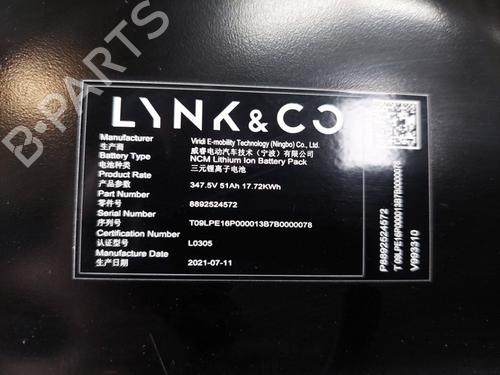 LYNK & CO
Manufacturer Viridi E-mobility Technology (Ningbo) Co., Ltd.
生产商 威睿电动汽车技术（宁波）有限公司
Battery Type NCM Lithium Ion Battery Pack
电池种类 三元锂离子电池
Product Rate
产品参数 347.5V 51Ah 17.72KWh
Part Number
零件号 8892524572
Serial Number
序列号 T09LPE16P000013B7B0000078
Certification Number
认证型号 L0305
Manufacture Date
生产日期 2021-07-11
P8892524572
T09LPE16P000013B7B0000078
V993310
B-PARTS